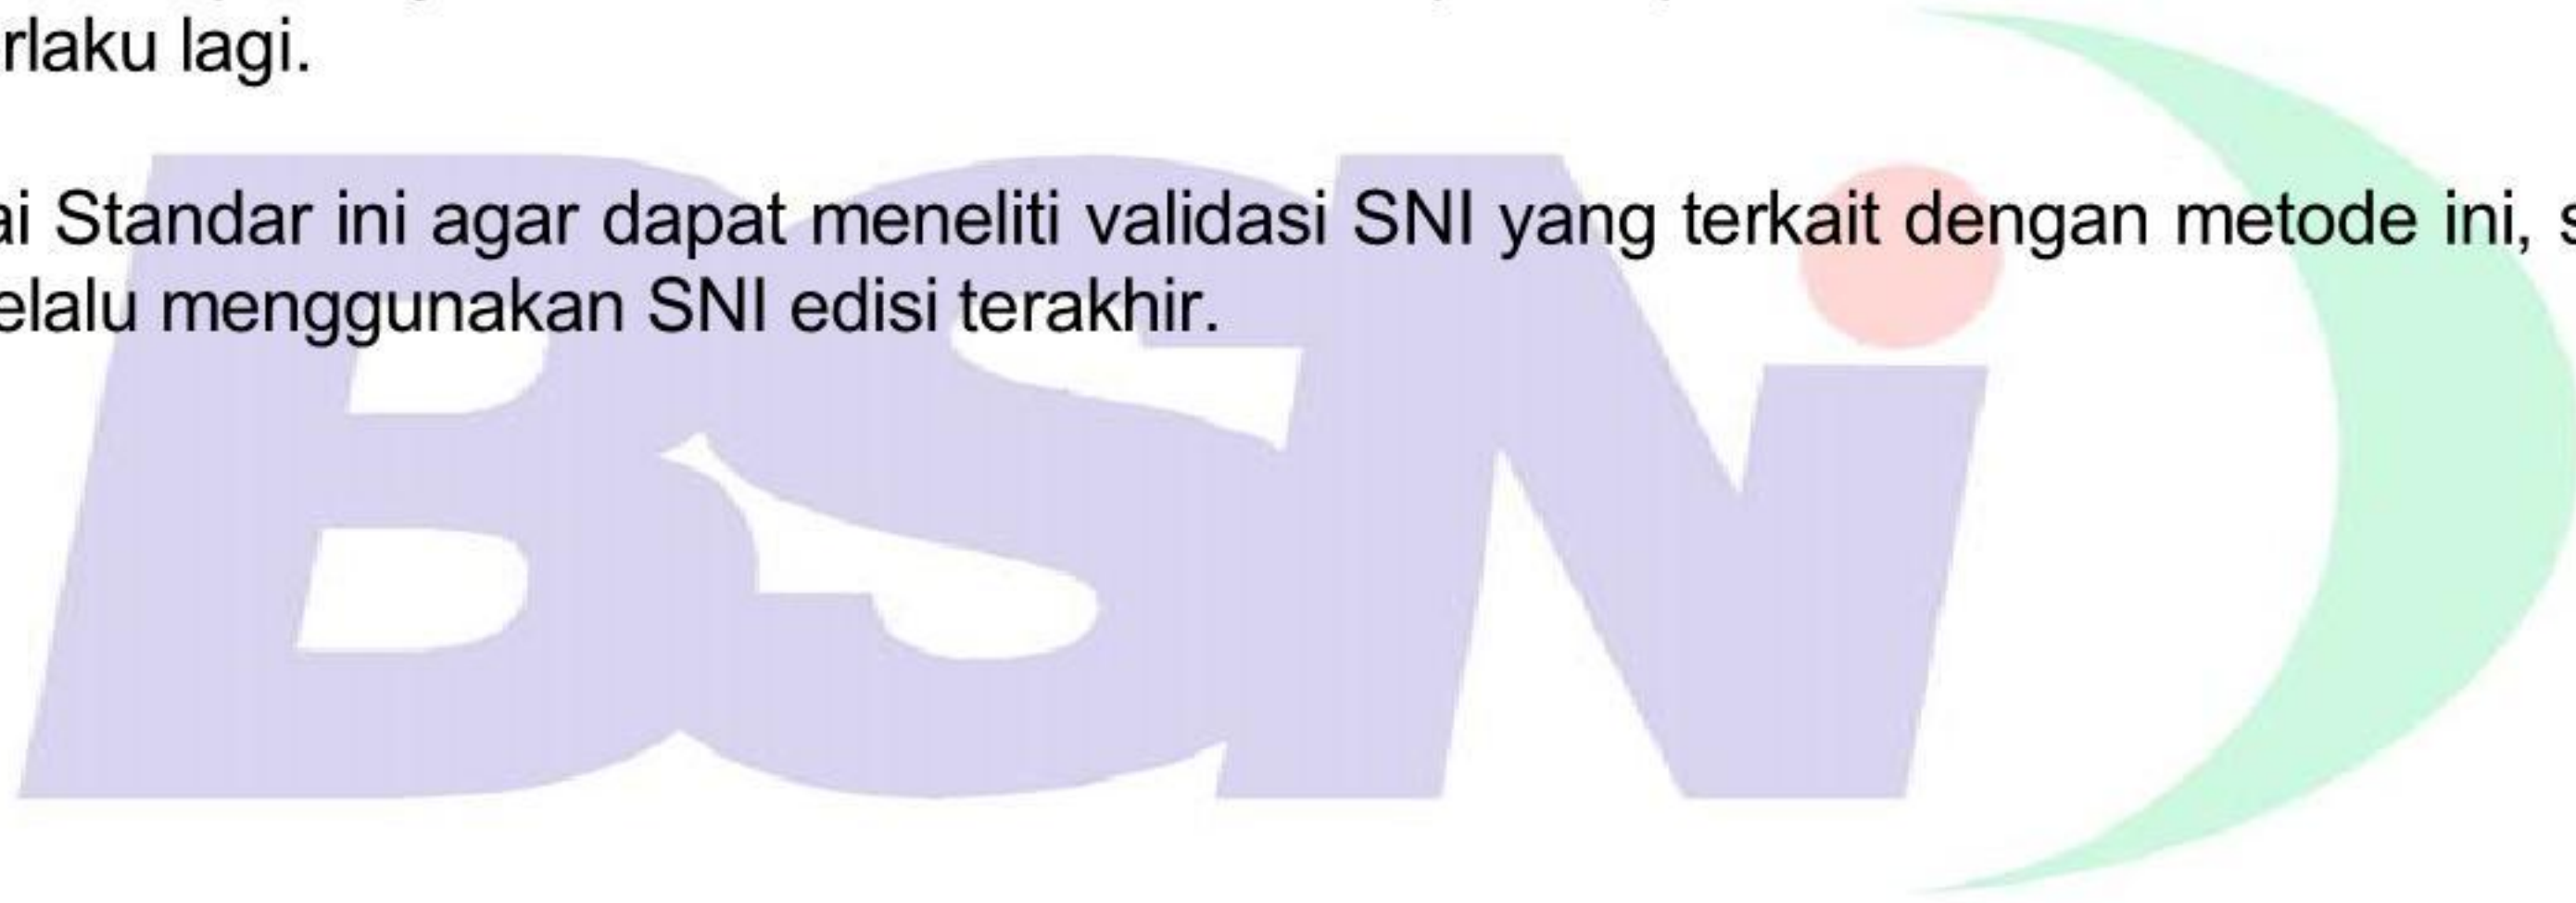 rlaku lagi.
ai Standar ini agar dapat meneliti validasi SNI yang terkait dengan metode ini, s
elalu menggunakan SNI edisi terakhir.
BSNi